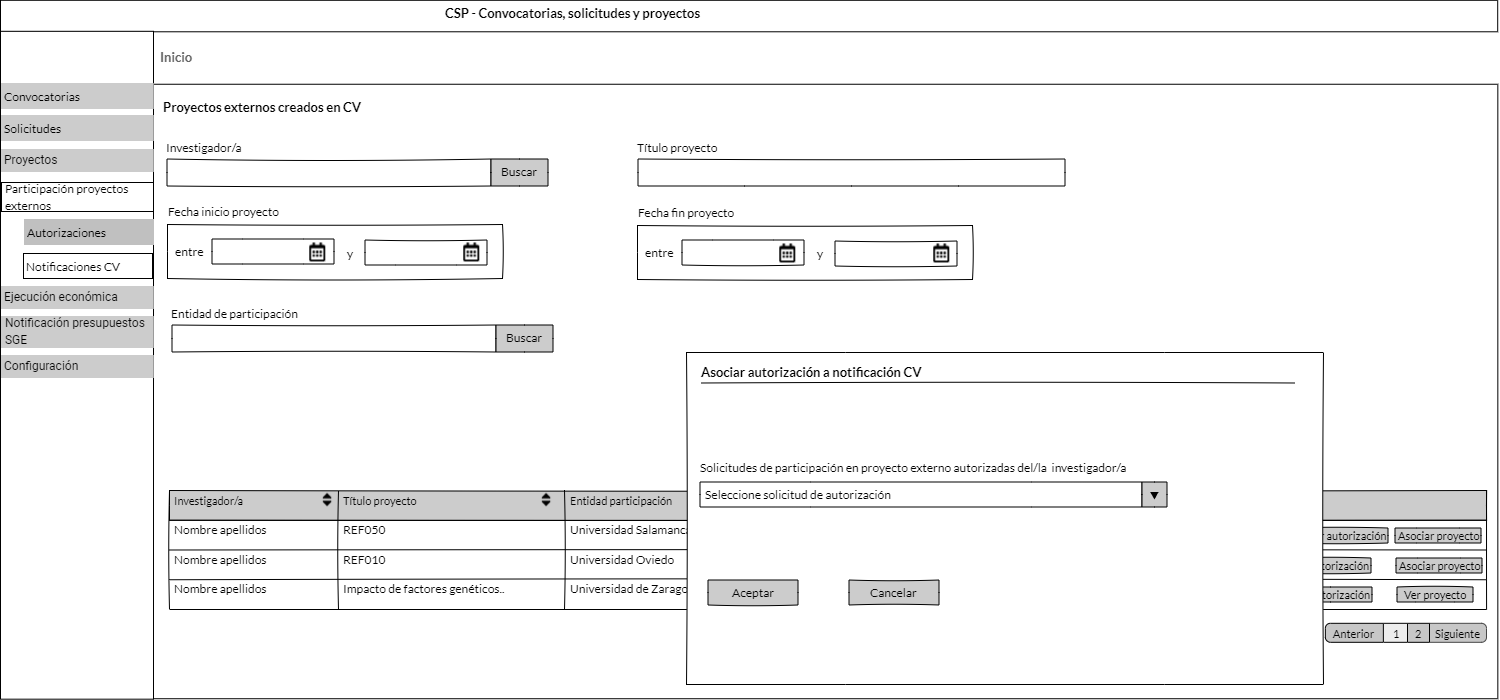 CSP - Convocatorias, solicitudes y proyectos
Inicio
Convocatorias
Solicitudes
Proyectos
Participación proyectos
externos
Autorizaciones
Notificaciones CV
Ejecución económica
Notificación presupuestos
SGE
Configuración
Proyectos externos creados en CV
Investigador/a
Buscar
Título proyecto
Fecha inicio proyecto
entre y
Fecha fin proyecto
entre y
Entidad de participación
Buscar
Asociar autorización a notificación CV
Solicitudes de participación en proyecto externo autorizadas del/la investigador/a
Seleccione solicitud de autorización
Aceptar Cancelar
Investigador/a Título proyecto Entidad participación
Nombre apellidos REF050 Universidad Salamanc autorización Asociar proyecto
Nombre apellidos REF010 Universidad Oviedo Asociar proyecto
Nombre apellidos Impacto de factores genéticos.. Universidad de Zarago Ver proyecto
Anterior 1 2 Siguiente